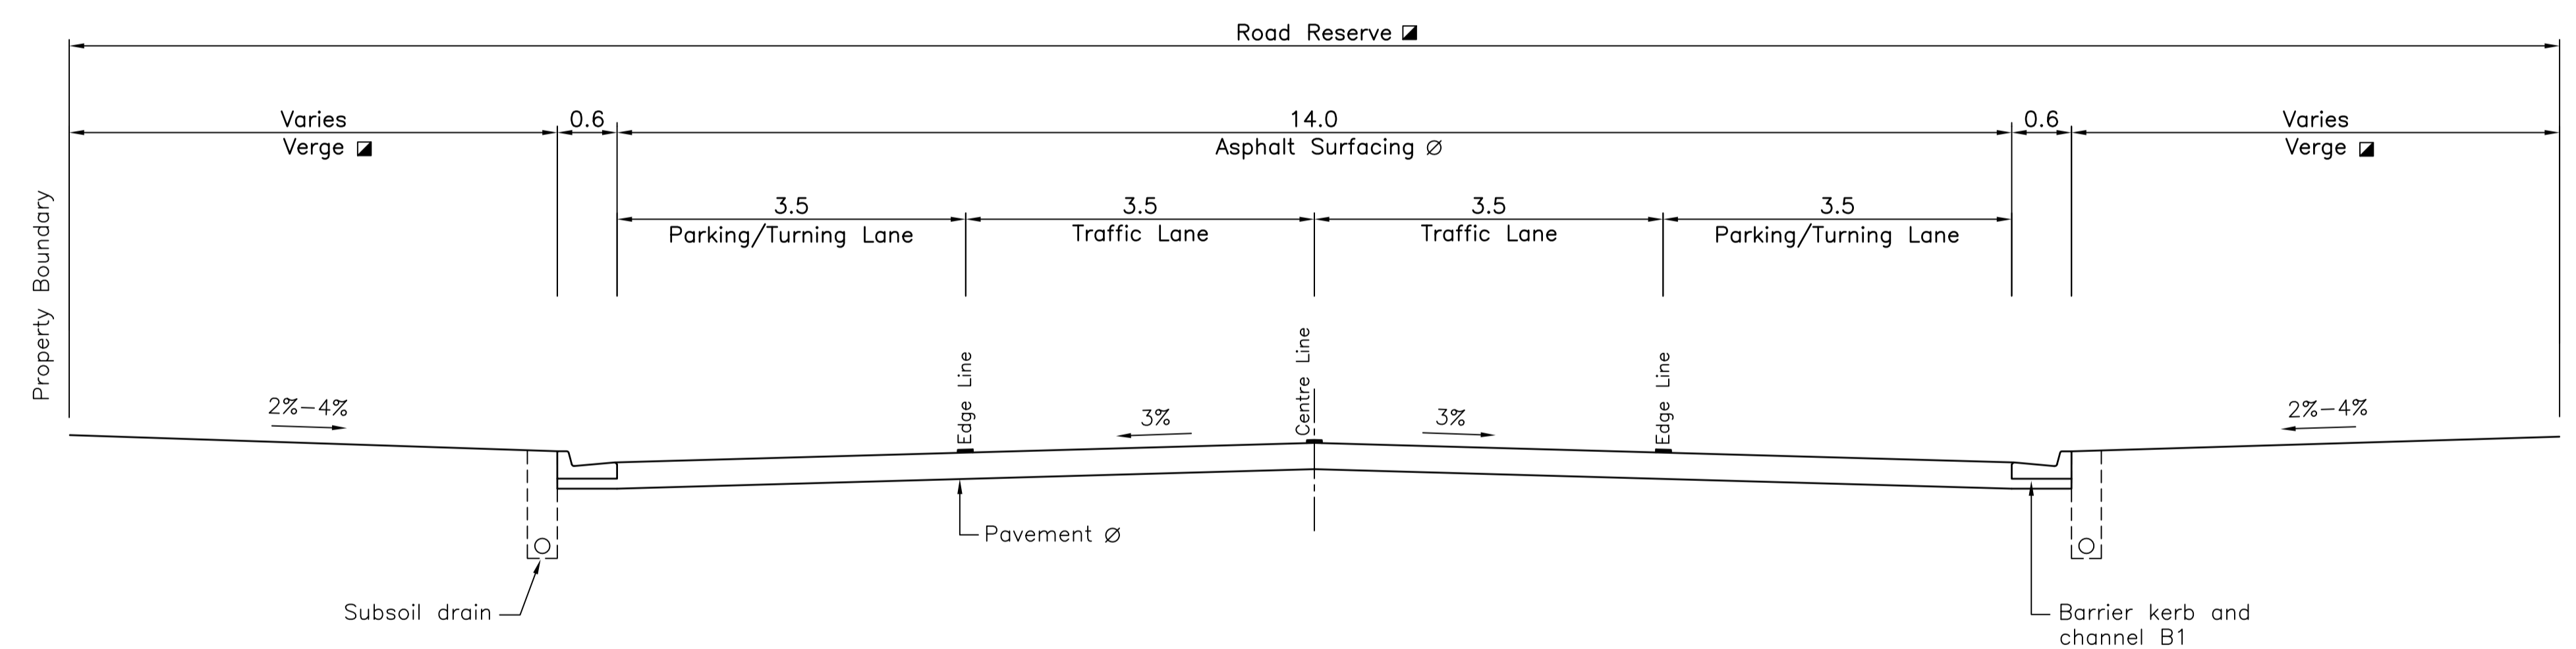 Road Reserve
Varies
0.6
14.0
0.6
Varies
Verge
Asphalt Surfacing Ø
Verge
3.5
3.5
3.5
3.5
Parking/Turning Lane
Traffic Lane
Traffic Lane
Parking/Turning Lane
Property Boundary
Edge Line
Centre Line
Edge Line
2%-4%
3%
3%
2%-4%
Pavement Ø
Subsoil drain
Barrier kerb and
channel B1